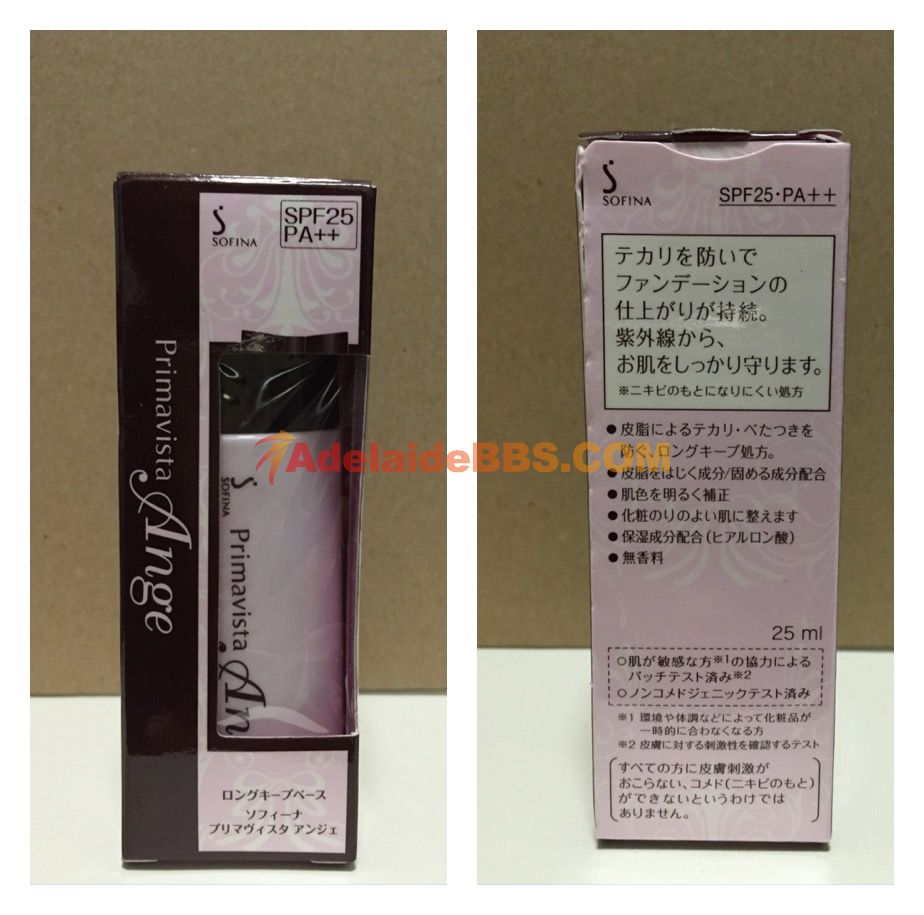 SOFINA
SPF25
PA++
Primavista Ange
SOFINA
Primavista An
ロングキープベース
ソフィーナ
プリマヴィスタ アンジェ
AdelaideBBS.COM
SOFINA
SPF25・PA++
テカリを防いで
ファンデーションの
仕上がりが持続。
紫外線から、
お肌をしっかり守ります。
※ニキビのもとになりにくい処方
●皮脂によるテカリ・べたつきを
防ぐ、ロングキープ処方。
●皮脂をはじく成分/固める成分配合
●肌色を明るく補正
●化粧のりのよい肌に整えます
●保湿成分配合(ヒアルロン酸)
●無香料
25 ml
○肌が敏感な方※1の協力による
パッチテスト済み※2
○ノンコメドジェニックテスト済み
※1 環境や体調などによって化粧品が
一時的に合わなくなる方
※2 皮膚に対する刺激性を確認するテスト
すべての方に皮膚刺激が
おこらない、コメド(ニキビのもと)
ができないというわけでは
ありません。